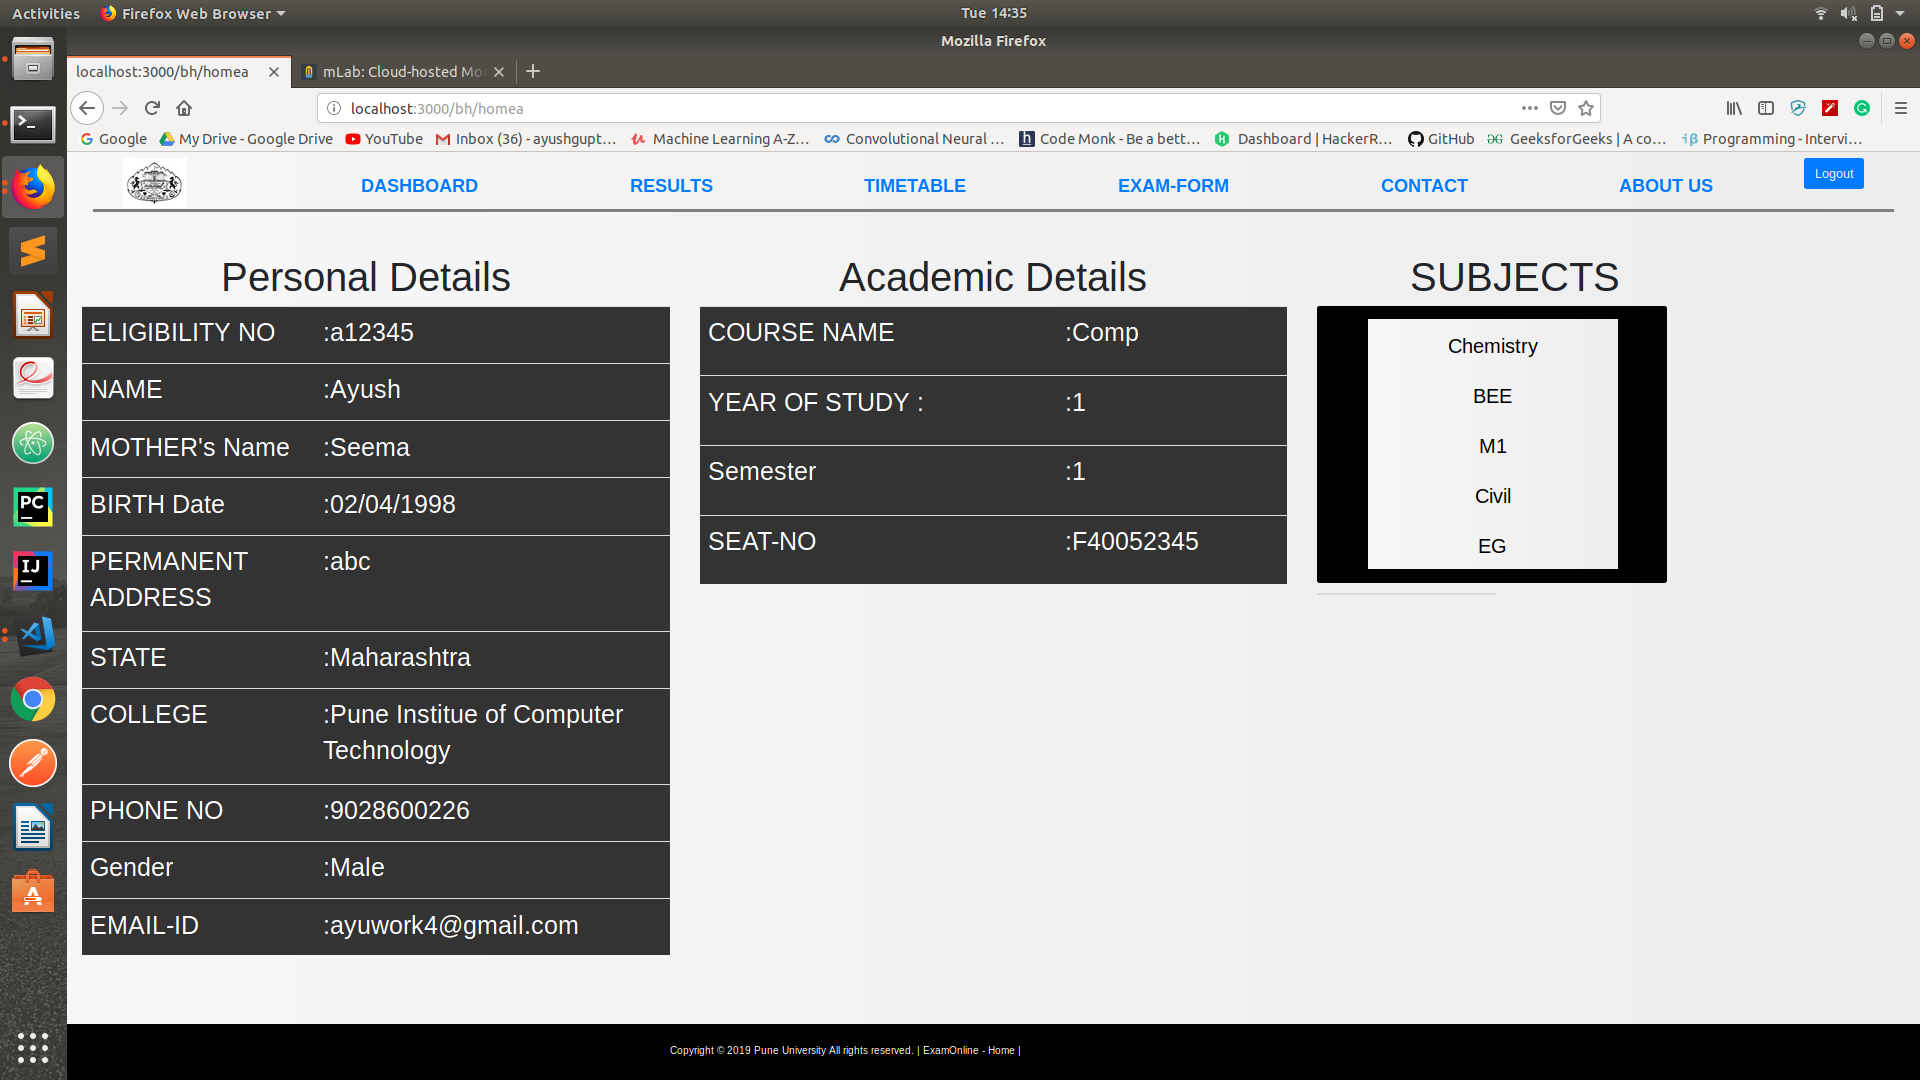 Activities Firefox Web Browser Tue 14:35
Mozilla Firefox
localhost:3000/bh/homea mLab: Cloud-hosted Mo
localhost:3000/bh/homea
Google My Drive - Google Drive YouTube Inbox (36) - ayushgupt... Machine Learning A-Z... Convolutional Neural ... Code Monk - Be a bett... Dashboard | HackerR... GitHub GeeksforGeeks | A co... Programming - Intervi...
DASHBOARD RESULTS TIMETABLE EXAM-FORM CONTACT ABOUT US Logout
Personal Details
ELIGIBILITY NO :a12345
NAME :Ayush
MOTHER's Name :Seema
BIRTH Date :02/04/1998
PERMANENT :abc
ADDRESS
STATE :Maharashtra
COLLEGE :Pune Institue of Computer
Technology
PHONE NO :9028600226
Gender :Male
EMAIL-ID :ayuwork4@gmail.com
Academic Details
COURSE NAME :Comp
YEAR OF STUDY : :1
Semester :1
SEAT-NO :F40052345
SUBJECTS
Chemistry
BEE
M1
Civil
EG
Copyright © 2019 Pune University All rights reserved. | ExamOnline - Home |